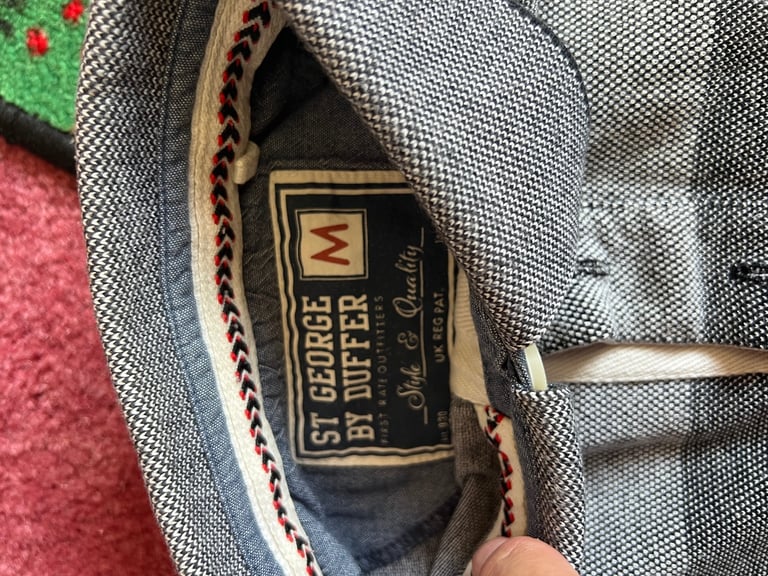 ST GEORGE
BY DUFFER
M
FIRST RATE OUTFITTERS
Style & Quality
UK REG PAT.